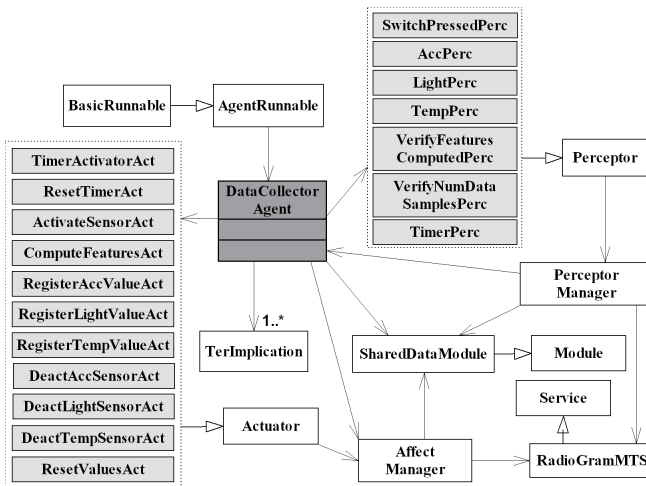 SwitchPressedPerc
AccPerc
LightPerc
TempPerc
VerifyFeatures
ComputedPerc
VerifyNumData
SamplesPerc
TimerPerc
BasicRunnable
AgentRunnable
Perceptor
TimerActivatorAct
ResetTimerAct
ActivateSensorAct
ComputeFeaturesAct
RegisterAccValueAct
RegisterLightValueAct
RegisterTempValueAct
DeactAccSensorAct
DeactLightSensorAct
DeactTempSensorAct
ResetValuesAct
DataCollector
Agent
Perceptor
Manager
1..*
TerImplication
SharedDataModule
Module
Service
Actuator
Affect
Manager
RadioGramMTS